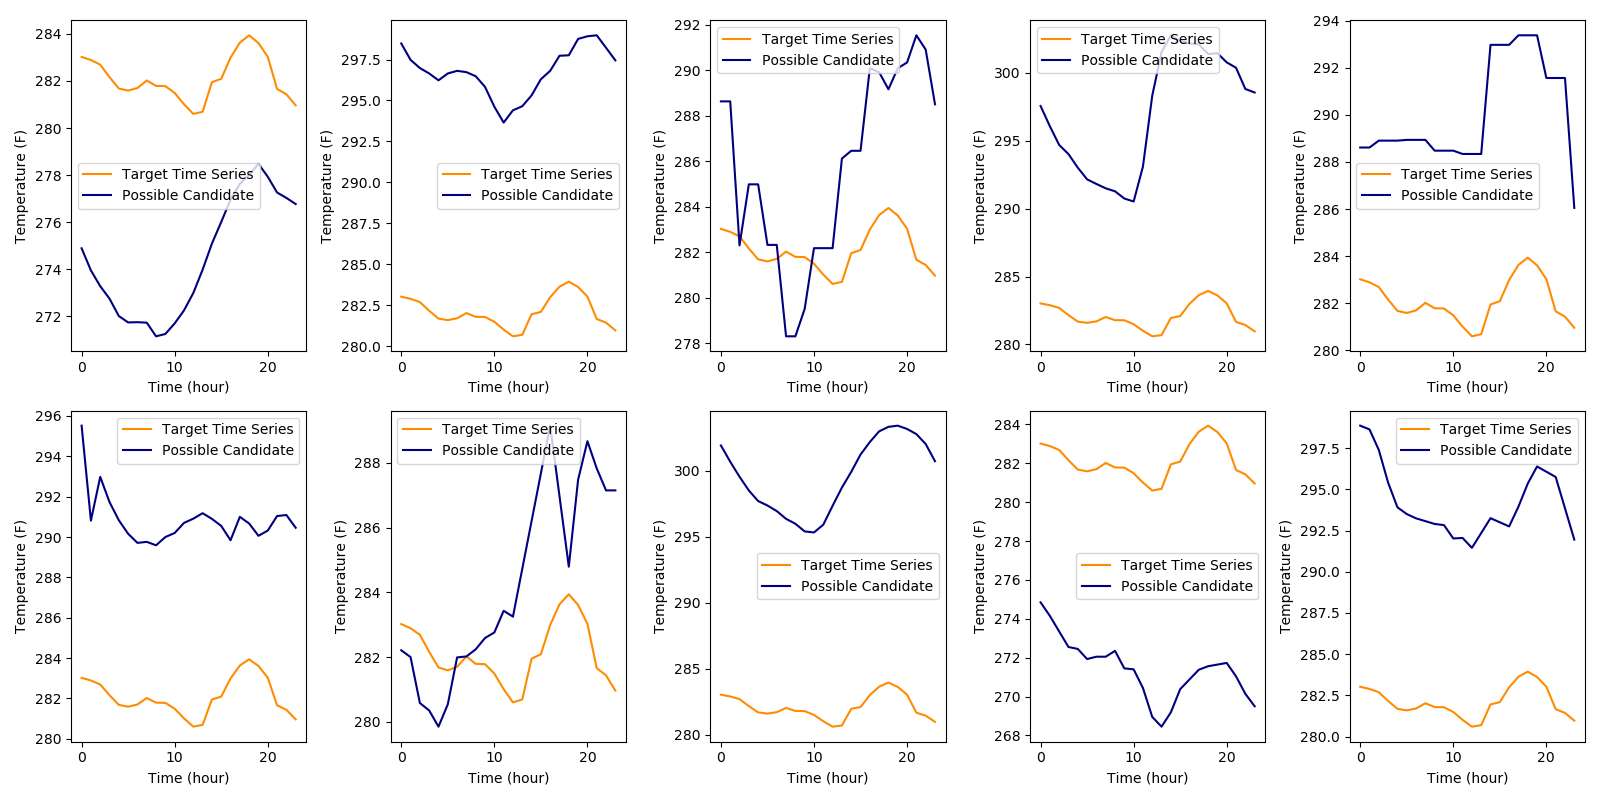 284
282
280
278
276
274
272
Temperature (F)
Target Time Series
Possible Candidate
0
10
20
Time (hour)
297.5
295.0
292.5
290.0
287.5
285.0
282.5
280.0
Temperature (F)
Target Time Series
Possible Candidate
0
10
20
Time (hour)
292
290
288
286
284
282
280
278
Temperature (F)
Target Time Series
Possible Candidate
0
10
20
Time (hour)
300
295
290
285
280
Temperature (F)
Target Time Series
Possible Candidate
0
10
20
Time (hour)
294
292
290
288
286
284
282
280
Temperature (F)
Target Time Series
Possible Candidate
0
10
20
Time (hour)
296
294
292
290
288
286
284
282
280
Temperature (F)
Target Time Series
Possible Candidate
0
10
20
Time (hour)
288
286
284
282
280
Temperature (F)
Target Time Series
Possible Candidate
0
10
20
Time (hour)
300
295
290
285
280
Temperature (F)
Target Time Series
Possible Candidate
0
10
20
Time (hour)
284
282
280
278
276
274
272
270
268
Temperature (F)
Target Time Series
Possible Candidate
0
10
20
Time (hour)
297.5
295.0
292.5
290.0
287.5
285.0
282.5
280.0
Temperature (F)
Target Time Series
Possible Candidate
0
10
20
Time (hour)